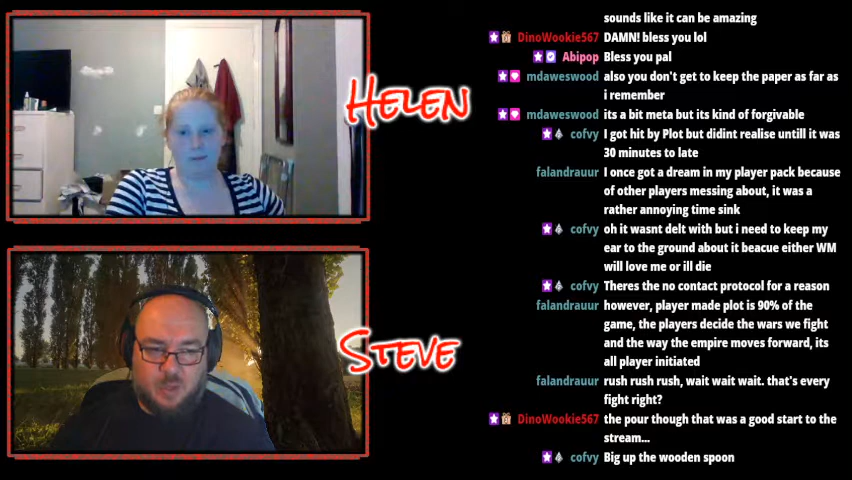 HELEN
STEVE
sounds like it can be amazing
DinoWookie567 DAMN! bless you lol
Abipop Bless you pal
mdaweswood also you don't get to keep the paper as far as
i remember
mdaweswood its a bit meta but its kind of forgivable
cofvy I got hit by Plot but didint realise untill it was
30 minutes to late
falandrauur I once got a dream in my player pack because
of other players messing about, it was a
rather annoying time sink
cofvy oh it wasnt delt with but i need to keep my
ear to the ground about it beacue either WM
will love me or ill die
cofvy Theres the no contact protocol for a reason
falandrauur however, player made plot is 90% of the
game, the players decide the wars we fight
and the way the empire moves forward, its
all player initiated
falandrauur rush rush rush, wait wait wait. that's every
fight right?
DinoWookie567 the pour though that was a good start to the
stream...
cofvy Big up the wooden spoon